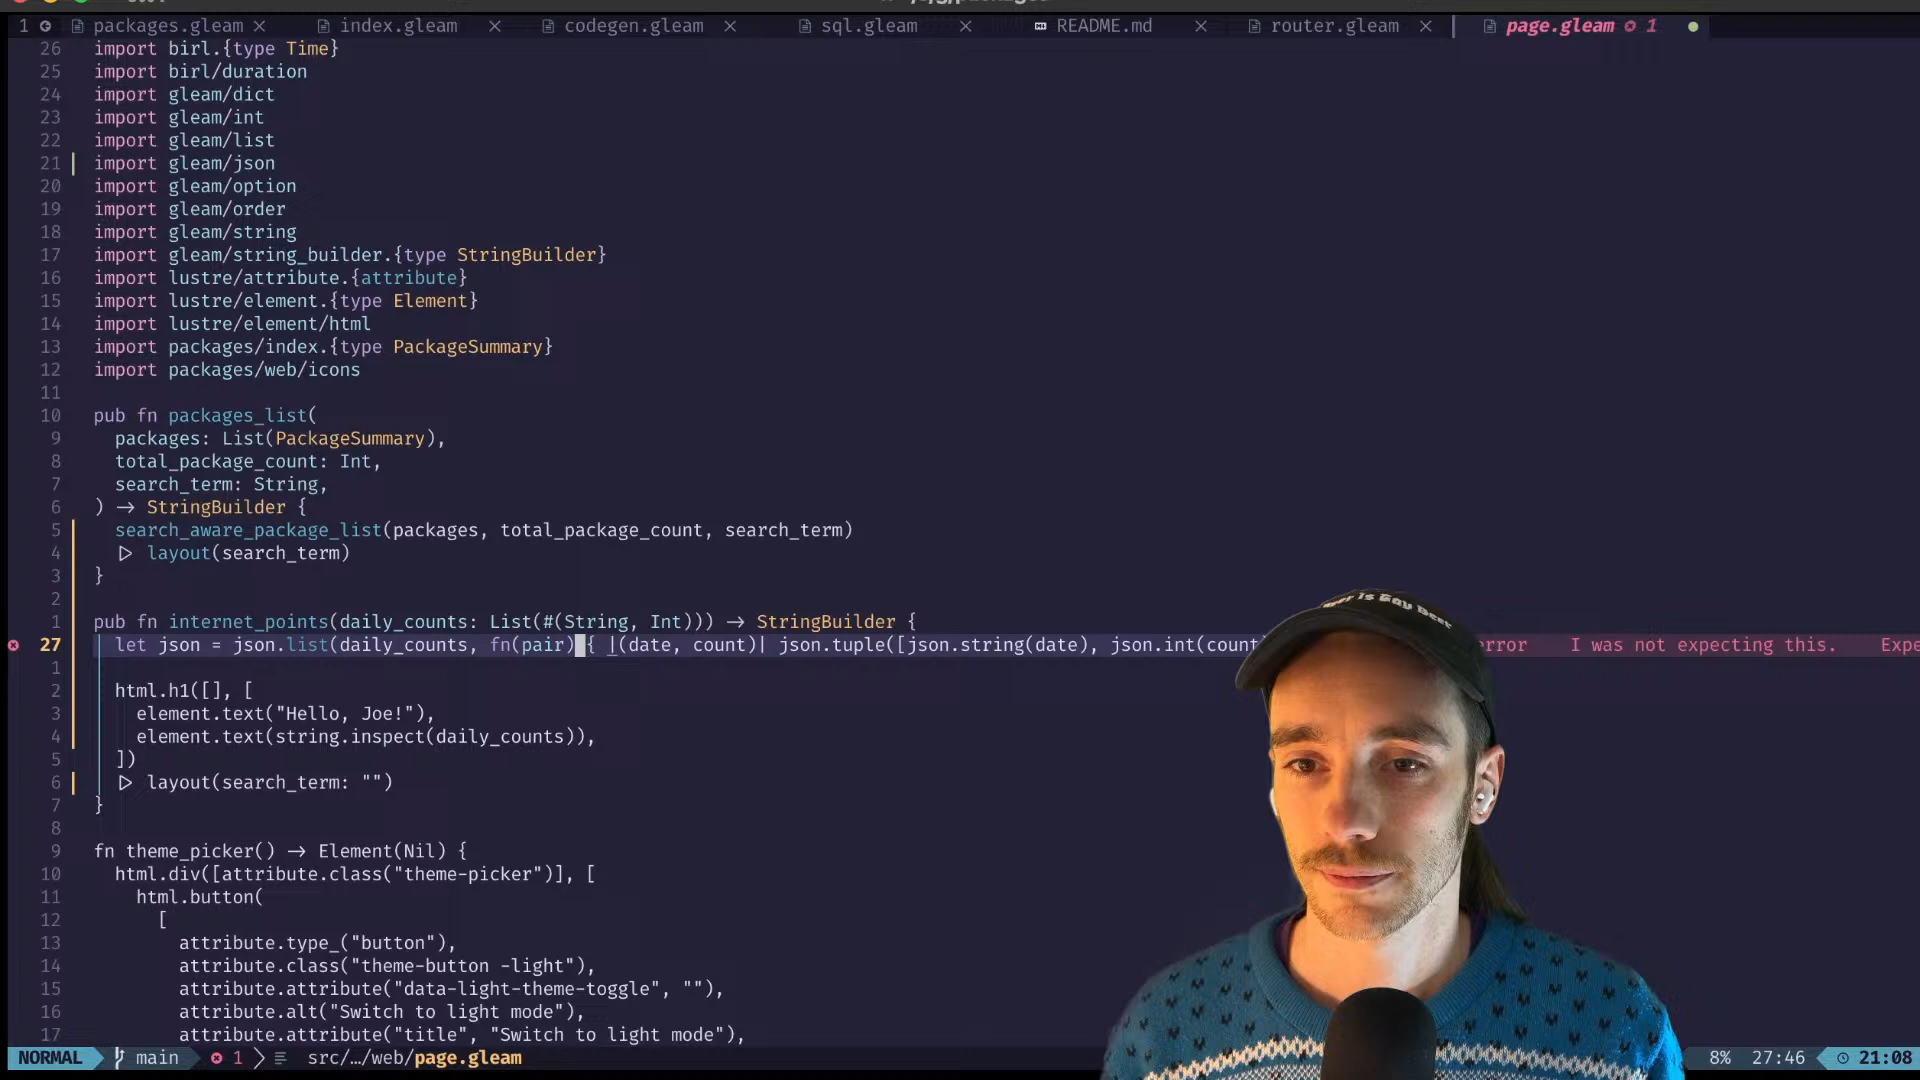 1 packages.gleam index.gleam codegen.gleam sql.gleam README.md router.gleam page.gleam 1
26 import birl.{type Time}
25 import birl/duration
24 import gleam/dict
23 import gleam/int
22 import gleam/list
21 import gleam/json
20 import gleam/option
19 import gleam/order
18 import gleam/string
17 import gleam/string_builder.{type StringBuilder}
16 import lustre/attribute.{attribute}
15 import lustre/element.{type Element}
14 import lustre/element/html
13 import packages/index.{type PackageSummary}
12 import packages/web/icons
11
10 pub fn packages_list(
9 packages: List(PackageSummary),
8 total_package_count: Int,
7 search_term: String,
6 ) -> StringBuilder {
5 search_aware_package_list(packages, total_package_count, search_term)
4 |> layout(search_term)
3 }
2
1 pub fn internet_points(daily_counts: List(#(String, Int))) -> StringBuilder {
27 let json = json.list(daily_counts, fn(pair) { |(date, count)| json.tuple([json.string(date), json.int(count rror I was not expecting this. Expe
1
2 html.h1([], [
3 element.text("Hello, Joe!"),
4 element.text(string.inspect(daily_counts)),
5 ])
6 |> layout(search_term: "")
7 }
8
9 fn theme_picker() -> Element(Nil) {
10 html.div([attribute.class("theme-picker")], [
11 html.button(
12 [
13 attribute.type_("button"),
14 attribute.class("theme-button -light"),
15 attribute.attribute("data-light-theme-toggle", ""),
16 attribute.alt("Switch to light mode"),
17 attribute.attribute("title", "Switch to light mode"),
NORMAL main 1 src/…/web/page.gleam 8% 27:46 21:08